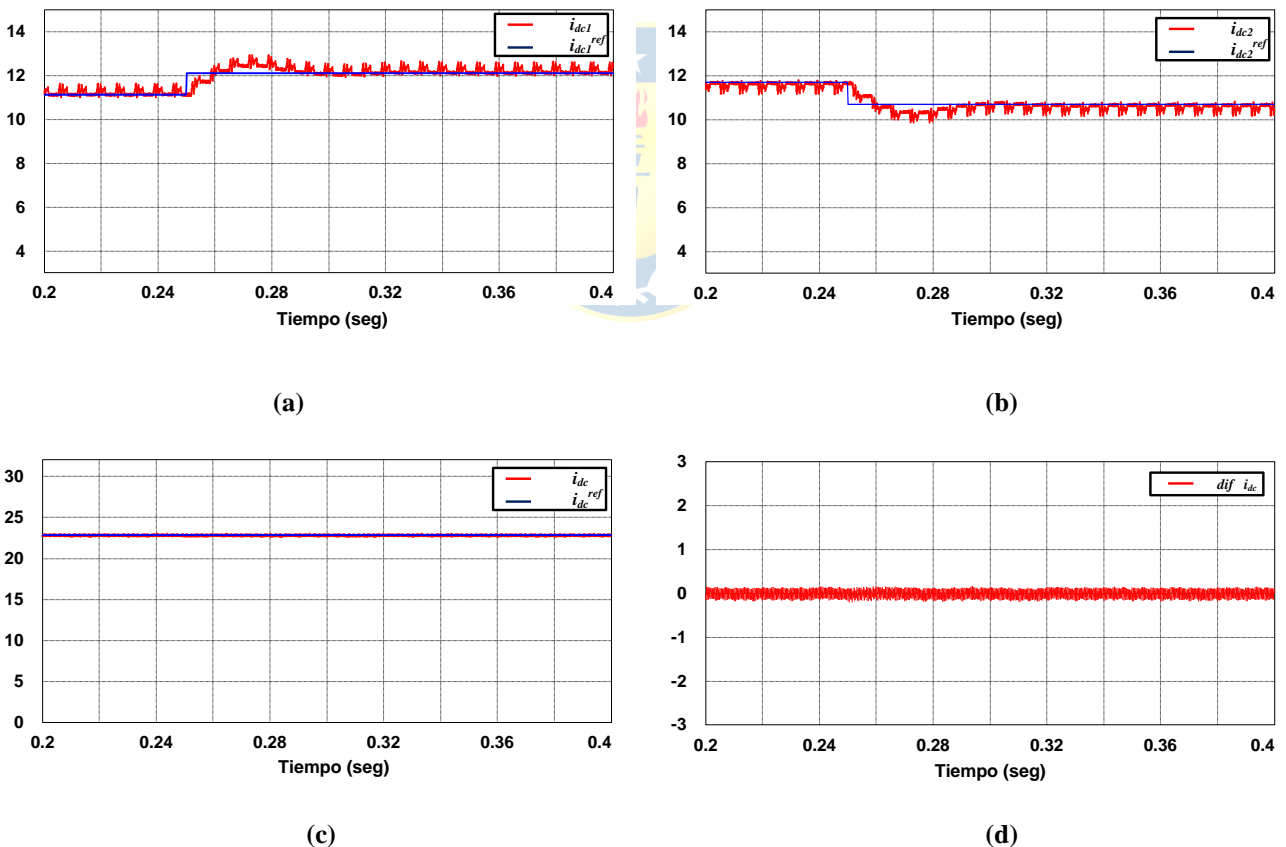 14
12
10
8
6
4
i_dc1
i_dc1^ref
0.2 0.24 0.28 0.32 0.36 0.4
Tiempo (seg)
(a)
14
12
10
8
6
4
i_dc2
i_dc2^ref
0.2 0.24 0.28 0.32 0.36 0.4
Tiempo (seg)
(b)
30
25
20
15
10
5
0
i_dc
i_dc^ref
0.2 0.24 0.28 0.32 0.36 0.4
Tiempo (seg)
(c)
3
2
1
0
-1
-2
-3
dif i_dc
0.2 0.24 0.28 0.32 0.36 0.4
Tiempo (seg)
(d)